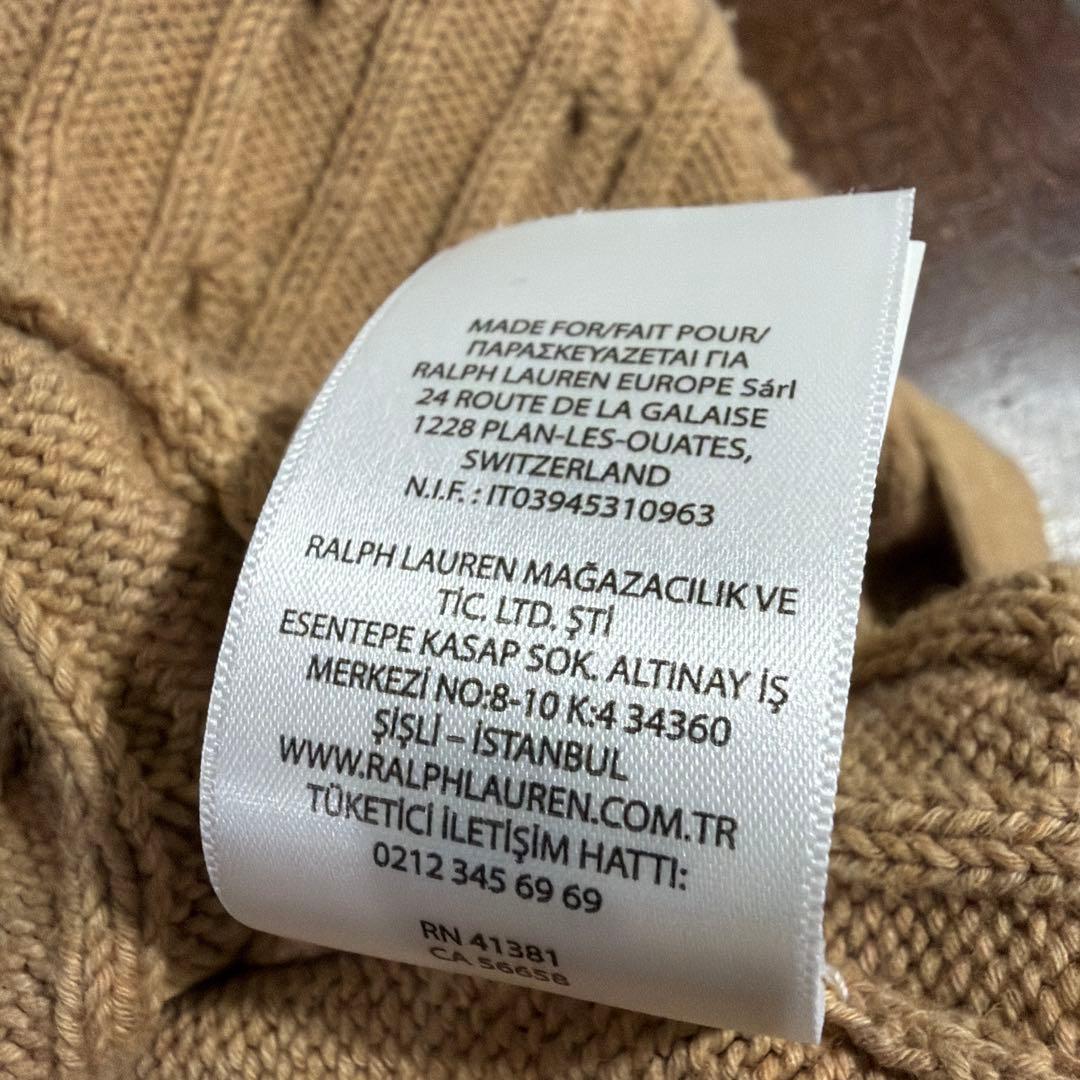 MADE FOR/FAIT POUR/
ΠΑΡΑΣΚΕΥΑΖΕΤΑΙ ΓΙΑ
RALPH LAUREN EUROPE Sárl
24 ROUTE DE LA GALAISE
1228 PLAN-LES-OUATES,
SWITZERLAND
N.I.F. : IT03945310963
RALPH LAUREN MAĞAZACILIK VE
TİC. LTD. ŞTİ
ESENTEPE KASAP SOK. ALTINAY İŞ
MERKEZİ NO:8-10 K:4 34360
ŞİŞLİ – İSTANBUL
WWW.RALPHLAUREN.COM.TR
TÜKETİCİ İLETİŞİM HATTI:
0212 345 69 69
RN 41381
CA 56658